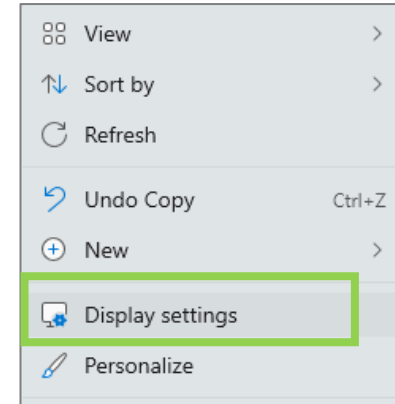 View
Sort by
Refresh
Undo Copy Ctrl+Z
New
Display settings
Personalize